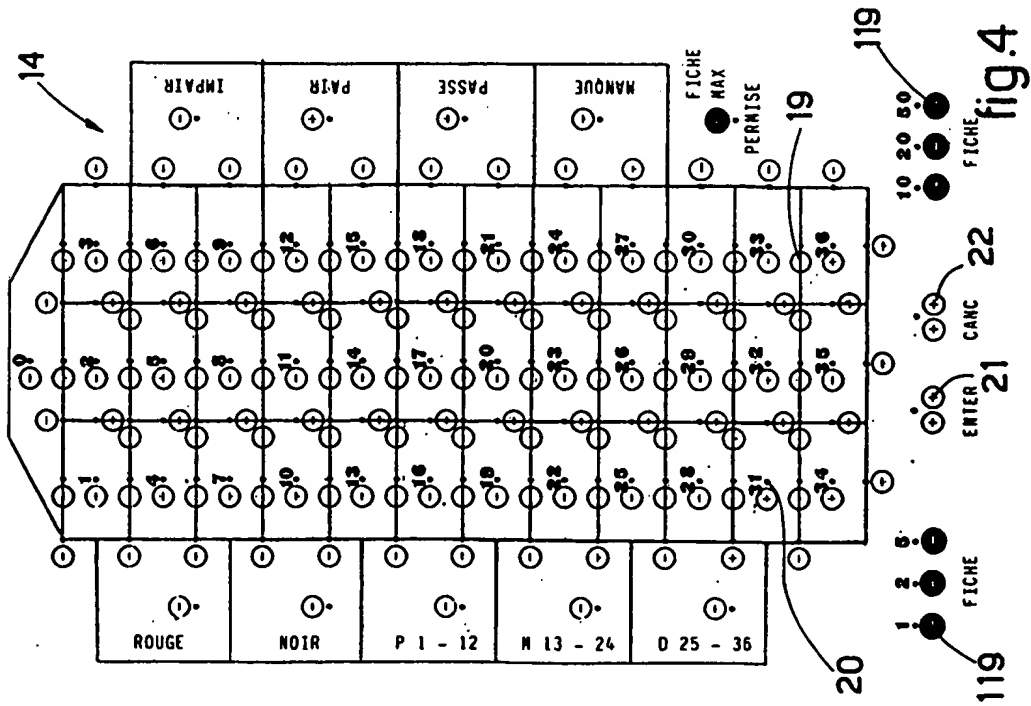 14
0
1 2 3
4 5 6
7 8 9
10 11 12
13 14 15
16 17 18
19 20 21
22 23 24
25 26 27
28 29 30
31 32 33
34 35 36
ROUGE
NOIR
P 1 - 12
M 13 - 24
D 25 - 36
IMPAIR
PAIR
PASSE
MANQUE
FICHE
MAX
PERMISE
19
20
1 2 5
FICHE
119
ENTER
21
CANC
22
10 20 50
FICHE
119
fig.4